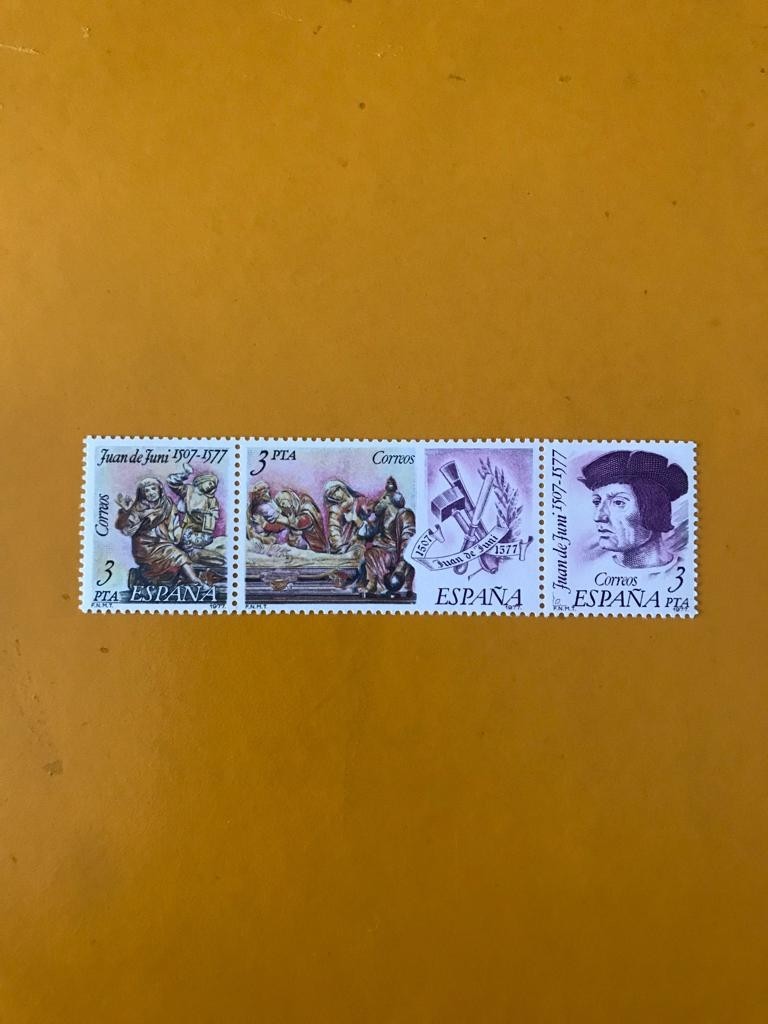 Juan de Juni 1507-1577
Correos
3
PTA ESPAÑA
F.N.M.T. 1977.
3 PTA Correos
1507 Juan de Juni 1577
ESPAÑA
F.N.M.T. 1977.
Juan de Juni 1507-1577
Correos 3
ESPAÑA PTA
F.N.M.T. 1977.